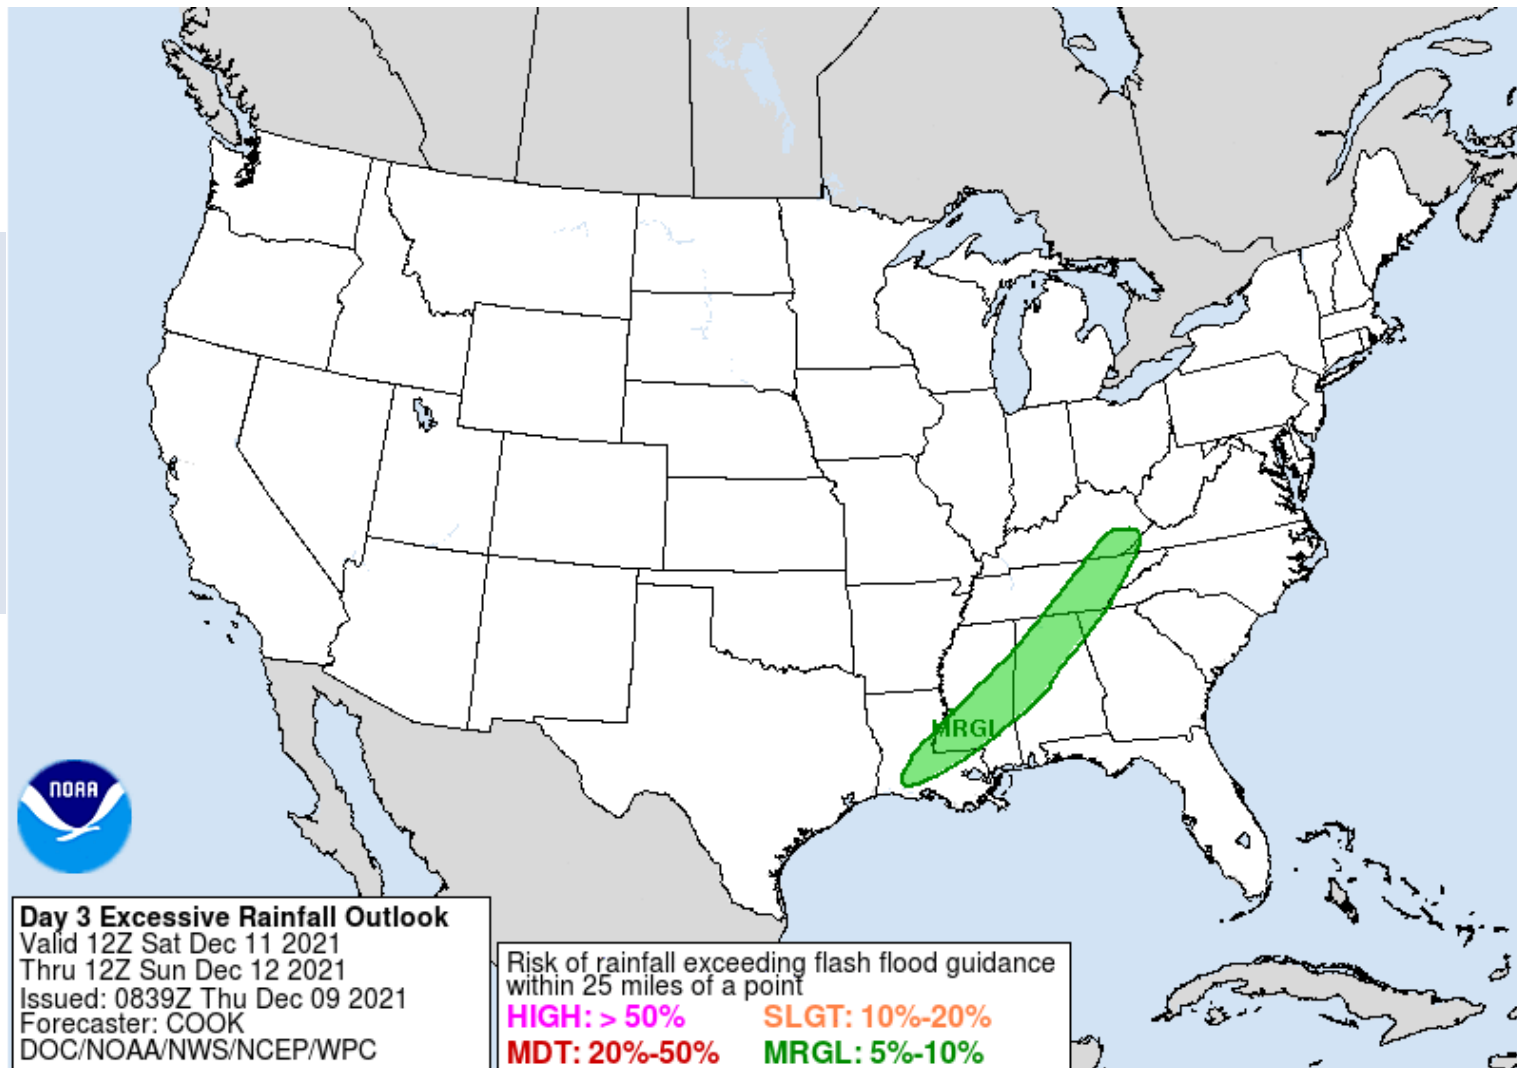 MRGL
NOAA
Day 3 Excessive Rainfall Outlook
Valid 12Z Sat Dec 11 2021
Thru 12Z Sun Dec 12 2021
Issued: 0839Z Thu Dec 09 2021
Forecaster: COOK
DOC/NOAA/NWS/NCEP/WPC
Risk of rainfall exceeding flash flood guidance
within 25 miles of a point
HIGH: > 50% SLGT: 10%-20%
MDT: 20%-50% MRGL: 5%-10%